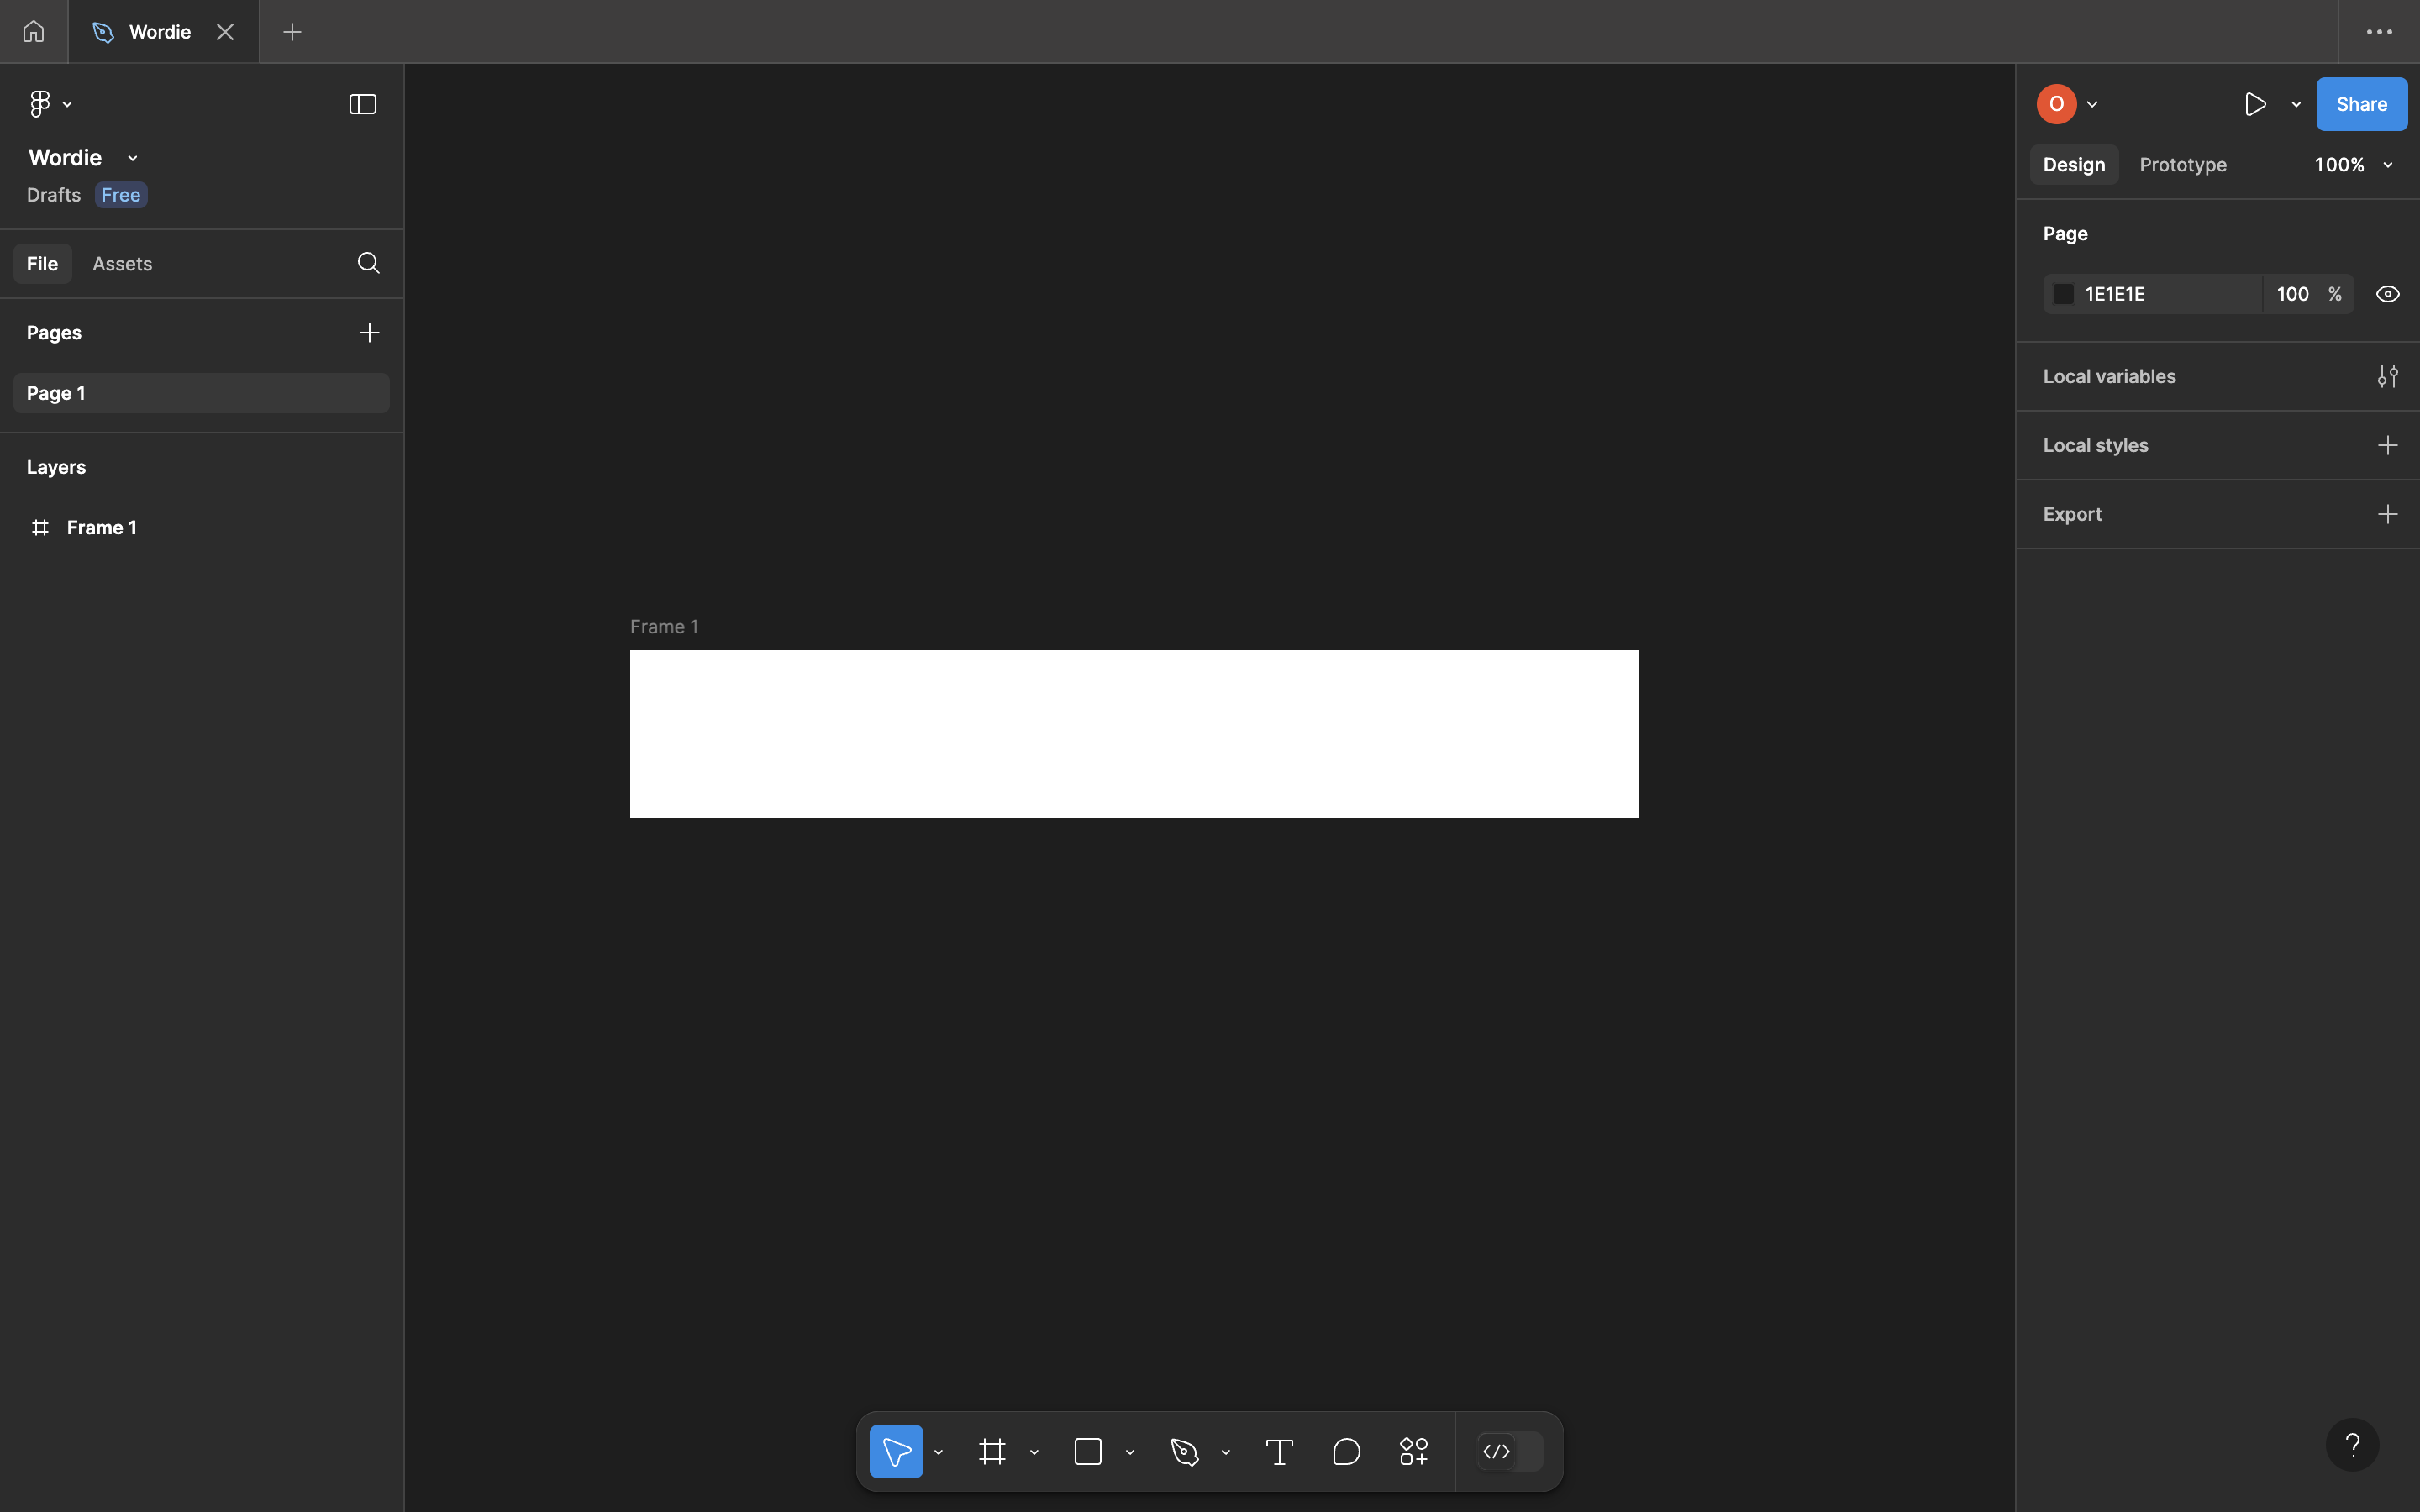 Wordie
O
Share
Wordie
Drafts Free
Design Prototype 100%
File Assets
Page
1E1E1E 100 %
Pages
Page 1
Local variables
Local styles
Layers
Export
Frame 1
Frame 1
?